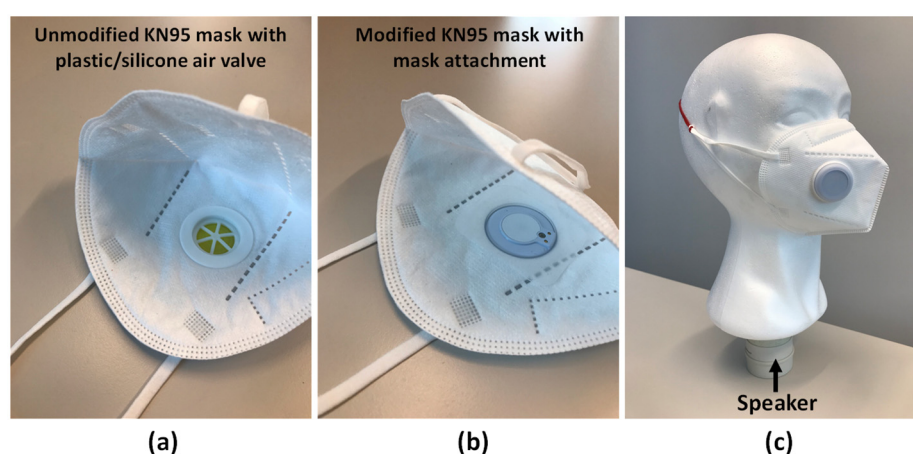 Unmodified KN95 mask with
plastic/silicone air valve
Modified KN95 mask with
mask attachment
Speaker
(a)
(b)
(c)